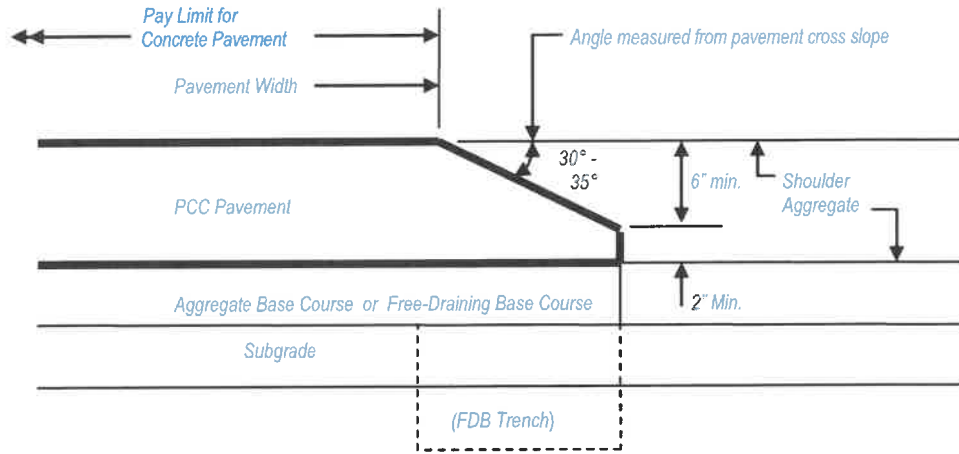 Pay Limit for
Concrete Pavement
Angle measured from pavement cross slope
Pavement Width
30° -
35°
6" min.
Shoulder
Aggregate
PCC Pavement
Aggregate Base Course or Free-Draining Base Course
2" Min.
Subgrade
(FDB Trench)